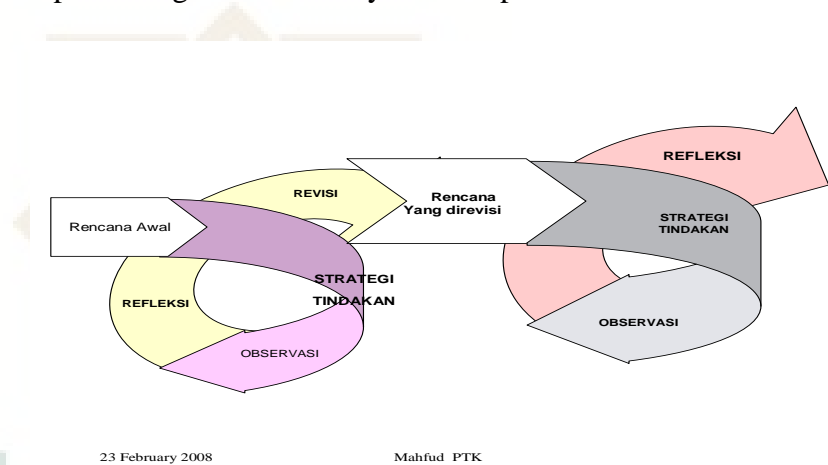 Rencana Awal
STRATEGI
TINDAKAN
OBSERVASI
REFLEKSI
REVISI
Rencana
Yang direvisi
STRATEGI
TINDAKAN
OBSERVASI
REFLEKSI
23 February 2008
Mahfud PTK